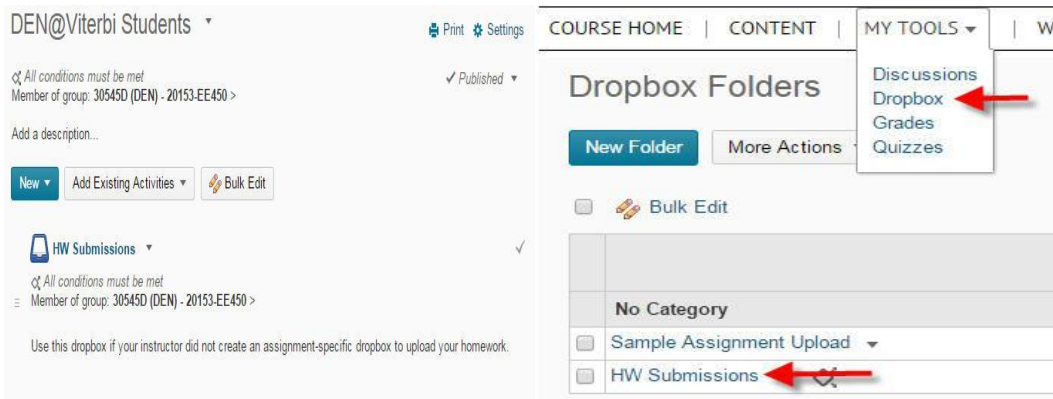 DEN@Viterbi Students
Print Settings
All conditions must be met
Published
Member of group: 30545D (DEN) - 20153-EE450 >
Add a description...
New Add Existing Activities Bulk Edit
HW Submissions
All conditions must be met
Member of group: 30545D (DEN) - 20153-EE450 >
Use this dropbox if your instructor did not create an assignment-specific dropbox to upload your homework.
COURSE HOME | CONTENT | MY TOOLS | W
Discussions
Dropbox
Grades
Quizzes
Dropbox Folders
New Folder More Actions
Bulk Edit
No Category
Sample Assignment Upload
HW Submissions